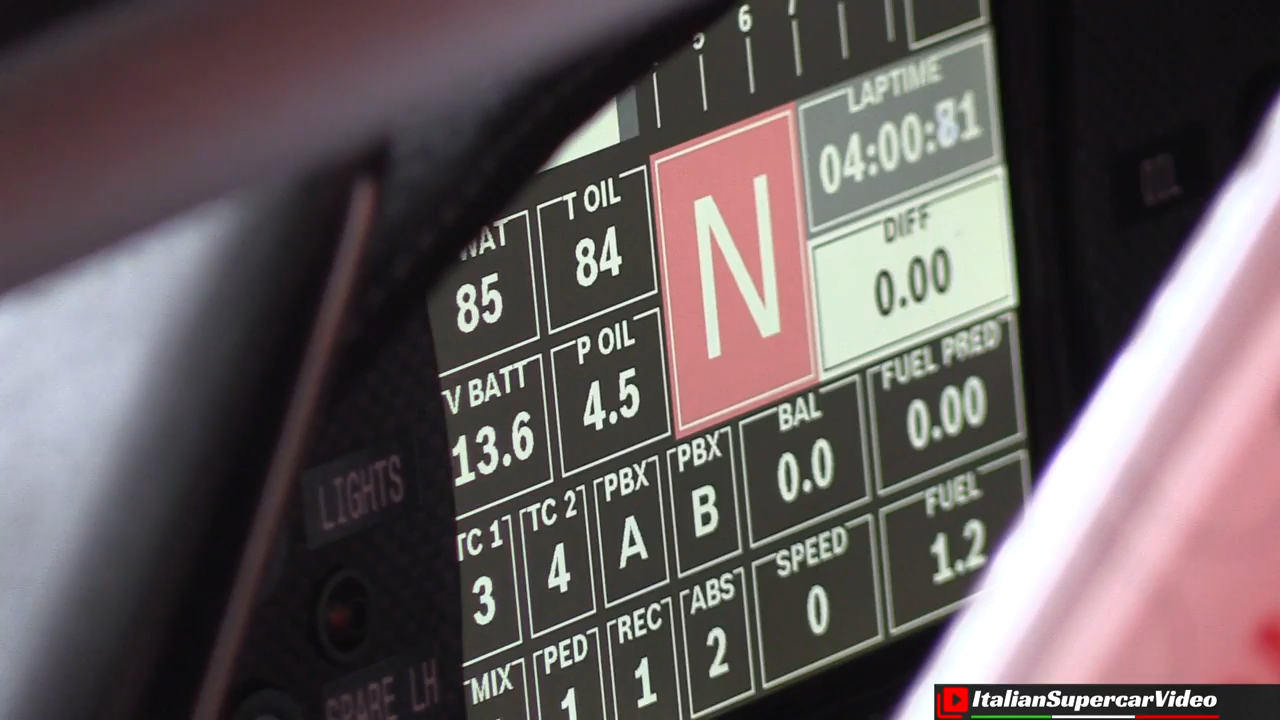 5 6 7
LAPTIME
04:00:81
T OIL
84
N
WAT
85
DIFF
0.00
P OIL
4.5
V BATT
13.6
FUEL PRED
0.00
BAL
0.0
PBX
B
PBX
A
TC 2
4
TC 1
3
FUEL
1.2
SPEED
0
ABS
2
REC
1
PED
1
MIX
LIGHTS
SPARE LH
ItalianSupercarVideo